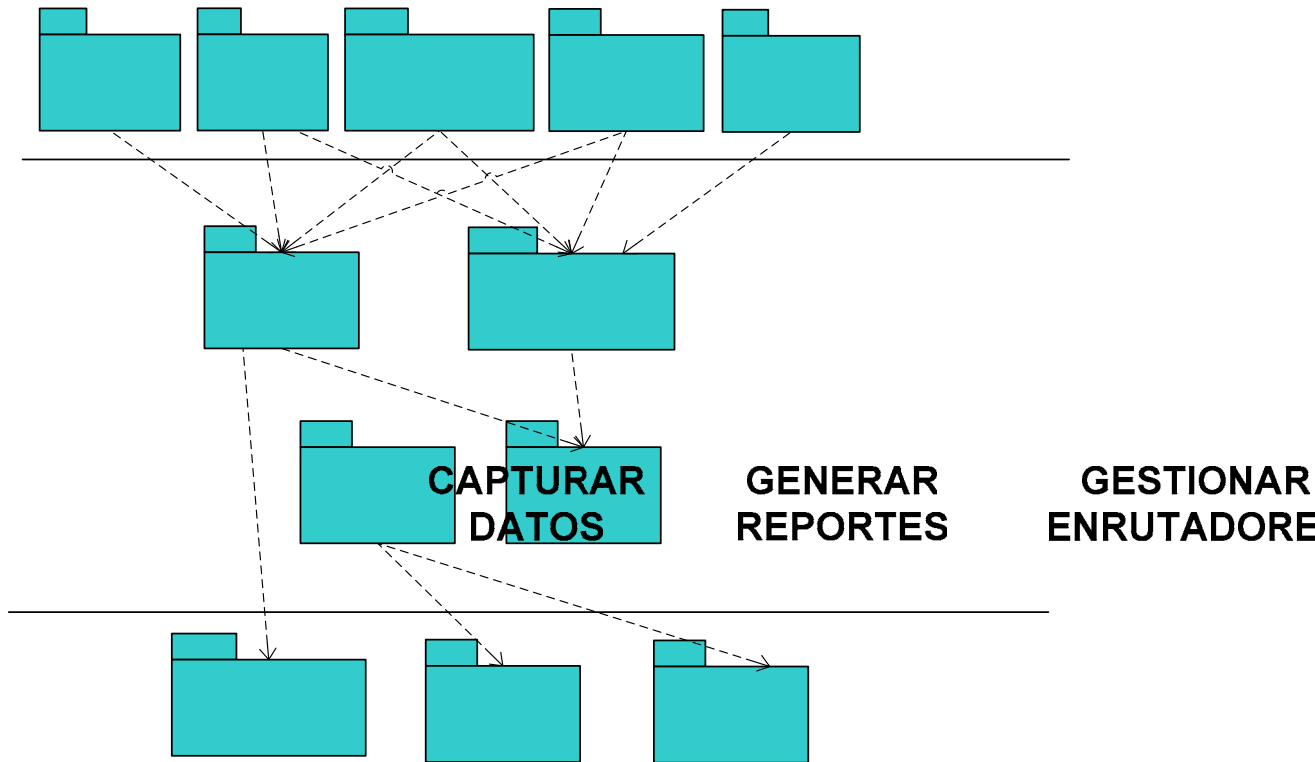 CAPTURAR
DATOS
GENERAR
REPORTES
GESTIONAR
ENRUTADORE